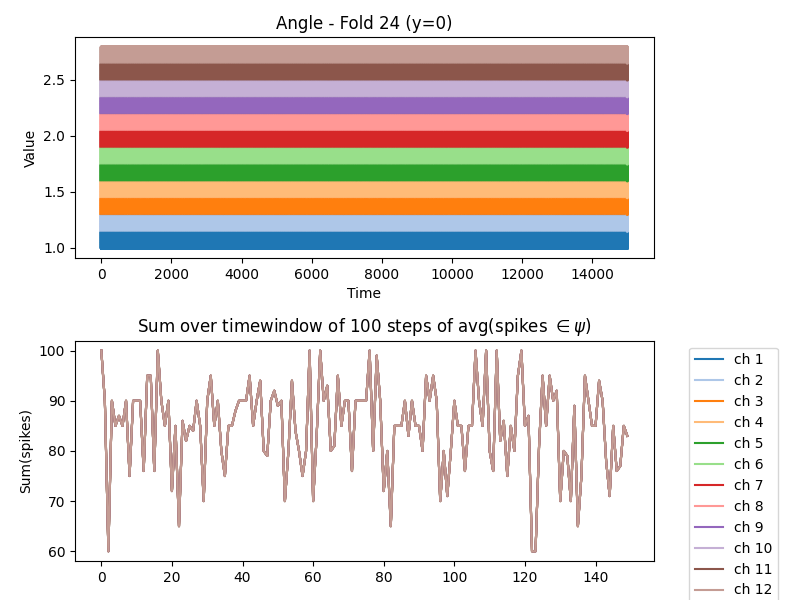 Angle - Fold 24 (y=0)
Value
2.5
2.0
1.5
1.0
0 2000 4000 6000 8000 10000 12000 14000
Time
Sum over timewindow of 100 steps of avg(spikes ∈ψ)
Sum(spikes)
100
90
80
70
60
0 20 40 60 80 100 120 140
ch 1
ch 2
ch 3
ch 4
ch 5
ch 6
ch 7
ch 8
ch 9
ch 10
ch 11
ch 12